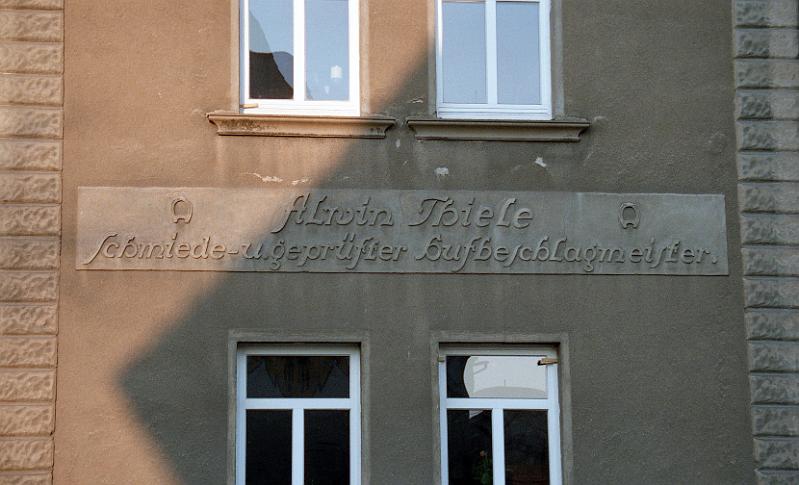 Alwin Thiele
Schmiede- u. geprüfter Hufbeschlagmeister.